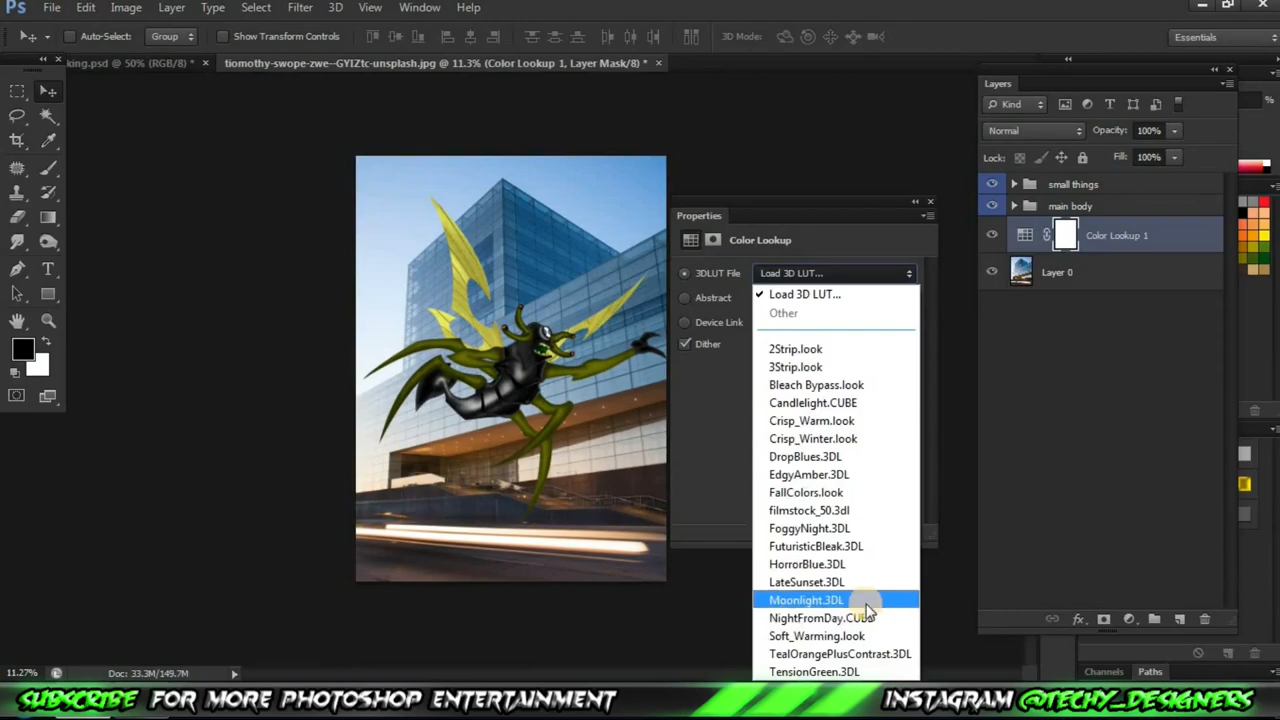 Ps File Edit Image Layer Type Select Filter 3D View Window Help
Auto-Select: Group Show Transform Controls 3D Mode: Essentials
king.psd @ 50% (RGB/8) * tiomothy-swope-zwe--GYIZtc-unsplash.jpg @ 11.3% (Color Lookup 1, Layer Mask/8) *
Layers
Kind
Normal Opacity: 100%
Lock: Fill: 100%
small things
main body
Color Lookup 1
Layer 0
Properties
Color Lookup
3DLUT File Load 3D LUT...
Abstract
Device Link
Dither
Load 3D LUT...
Other
2Strip.look
3Strip.look
Bleach Bypass.look
Candlelight.CUBE
Crisp_Warm.look
Crisp_Winter.look
DropBlues.3DL
EdgyAmber.3DL
FallColors.look
filmstock_50.3dl
FoggyNight.3DL
FuturisticBleak.3DL
HorrorBlue.3DL
LateSunset.3DL
Moonlight.3DL
NightFromDay.CUBE
Soft_Warming.look
TealOrangePlusContrast.3DL
TensionGreen.3DL
%
11.27% Doc: 33.3M/149.7M
Channels Paths
SUBSCRIBE FOR MORE PHOTOSHOP ENTERTAINMENT INSTAGRAM @TECHY_DESIGNERS